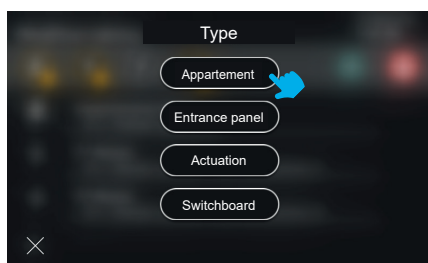 Type
Appartement
Entrance panel
Actuation
Switchboard